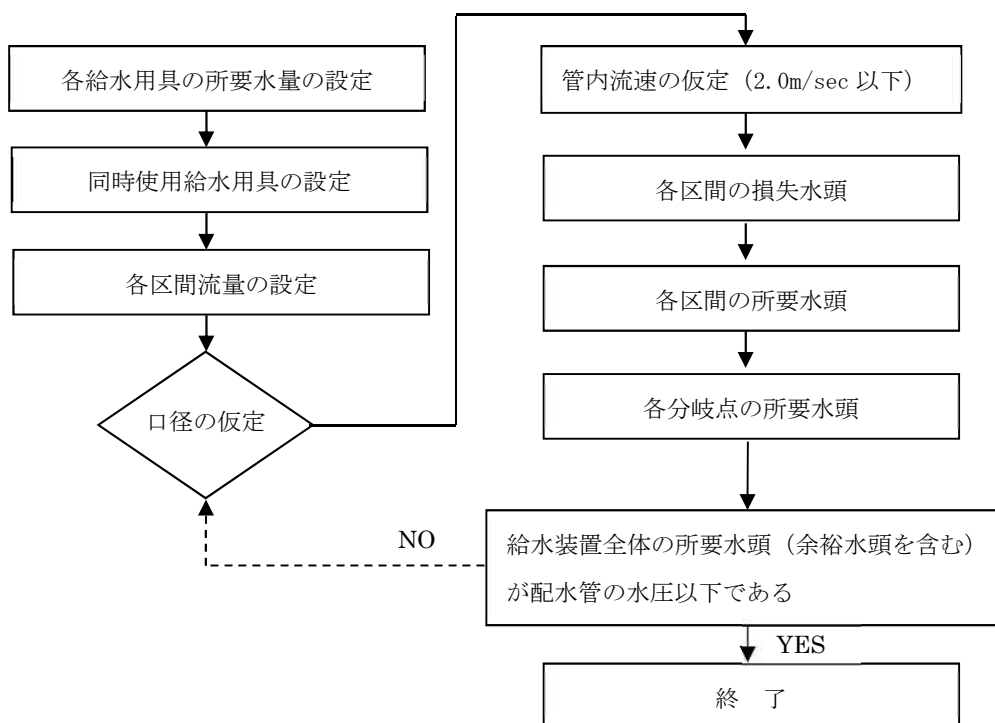 各給水用具の所要水量の設定
同時使用給水用具の設定
各区間流量の設定
口径の仮定
管内流速の仮定（2.0m/sec 以下）
各区間の損失水頭
各区間の所要水頭
各分岐点の所要水頭
NO
給水装置全体の所要水頭（余裕水頭を含む）
が配水管の水圧以下である
YES
終　了